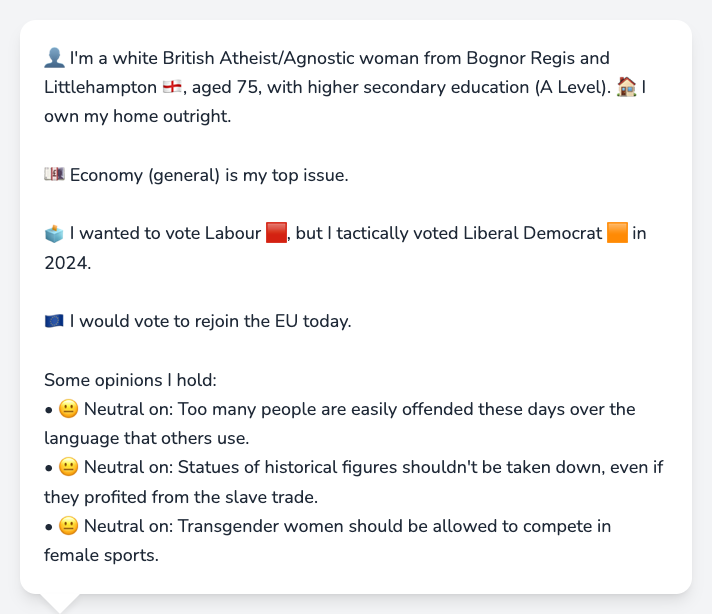 👤 I'm a white British Atheist/Agnostic woman from Bognor Regis and
Littlehampton 🏴󠁧󠁢󠁥󠁮󠁧󠁿, aged 75, with higher secondary education (A Level). 🏠 I
own my home outright.
💷 Economy (general) is my top issue.
🗳️ I wanted to vote Labour 🟥, but I tactically voted Liberal Democrat 🟧 in
2024.
🇪🇺 I would vote to rejoin the EU today.
Some opinions I hold:
• 😐 Neutral on: Too many people are easily offended these days over the
language that others use.
• 😐 Neutral on: Statues of historical figures shouldn't be taken down, even if
they profited from the slave trade.
• 😐 Neutral on: Transgender women should be allowed to compete in
female sports.